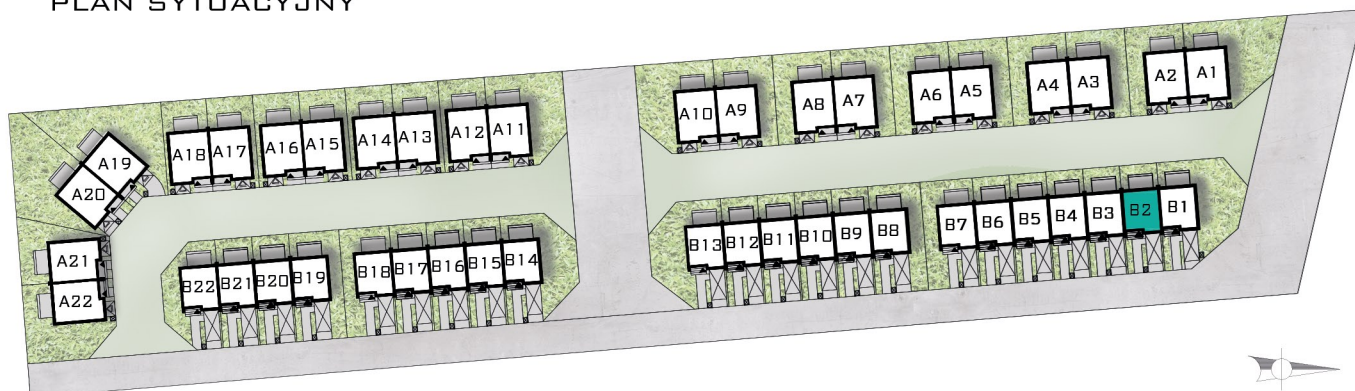 PLAN SYTUACYJNY
A10 A9 A8 A7 A6 A5 A4 A3 A2 A1
A19 A18 A17 A16 A15 A14 A13 A12 A11
A20
A21
A22
B13 B12 B11 B10 B9 B8 B7 B6 B5 B4 B3 B2 B1
B22 B21 B20 B19 B18 B17 B16 B15 B14